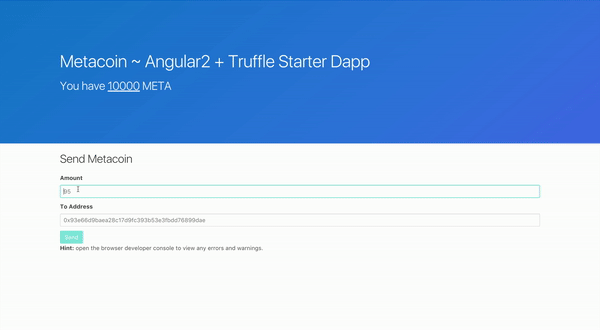 Metacoin ~ Angular2 + Truffle Starter Dapp
You have 10000 META
Send Metacoin
Amount
95
To Address
0x93e66d9baea28c17d9fc393b53e3fbdd76899dae
Send
Hint: open the browser developer console to view any errors and warnings.